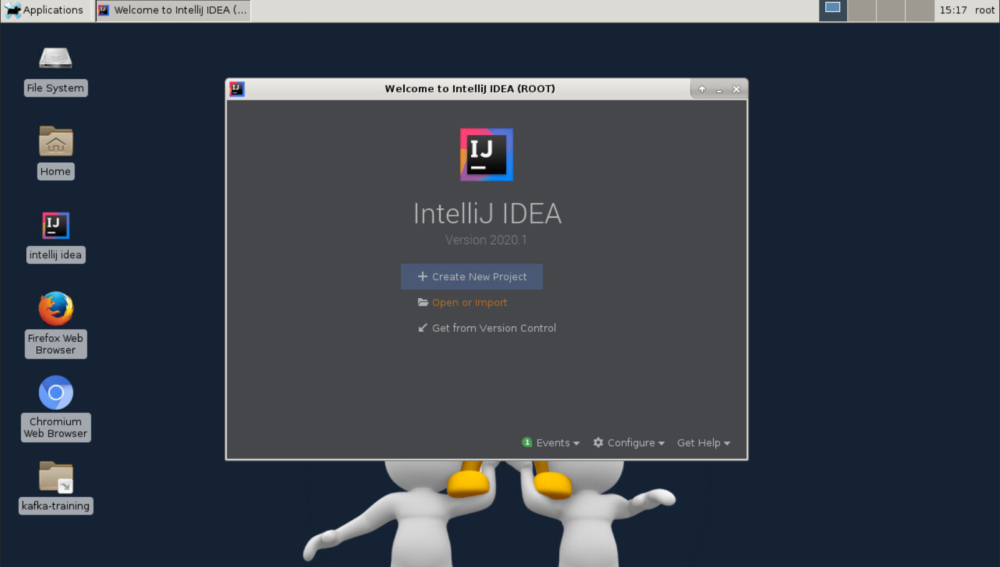 Applications
Welcome to IntelliJ IDEA (...
15:17 root
File System
Home
IJ
intellij idea
Firefox Web
Browser
Chromium
Web Browser
kafka-training
IJ
Welcome to IntelliJ IDEA (ROOT)
IJ
IntelliJ IDEA
Version 2020.1
Create New Project
Open or Import
Get from Version Control
1 Events
Configure
Get Help